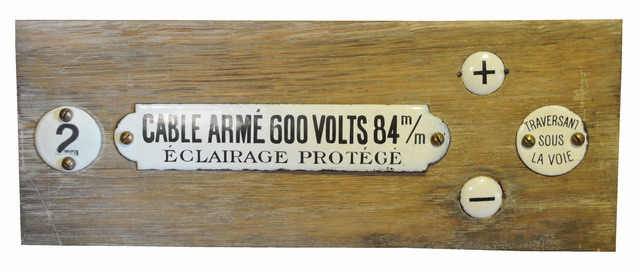 2
CABLE ARMÉ 600 VOLTS 84 m/m
ÉCLAIRAGE PROTÉGÉ
+
−
TRAVERSANT
SOUS
LA VOIE